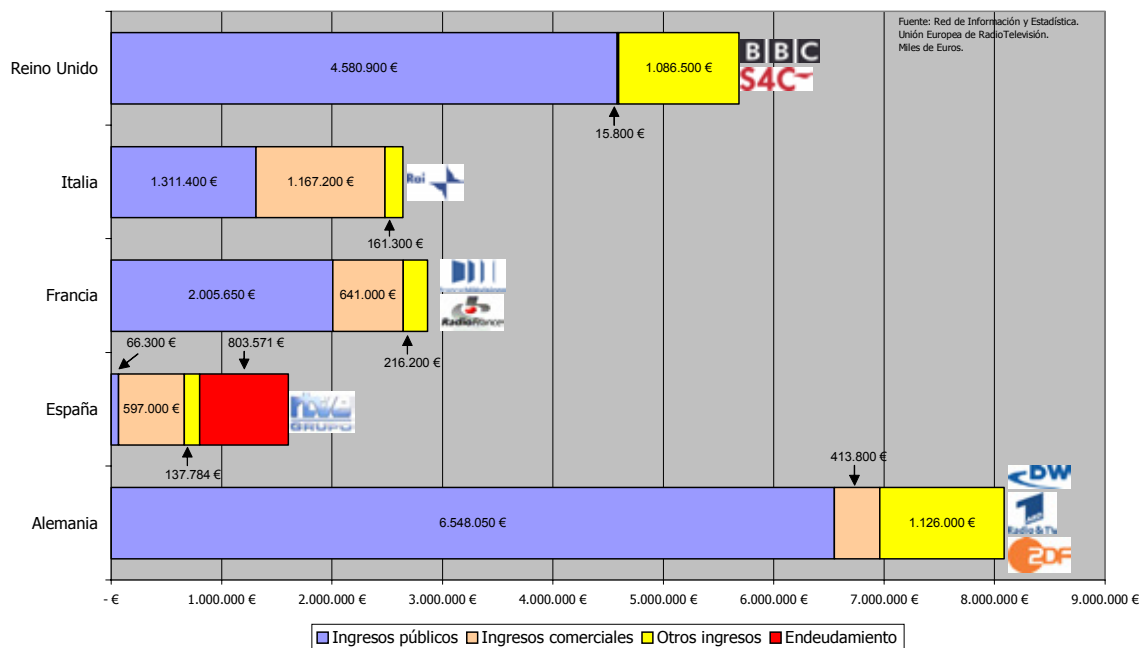 Fuente: Red de Información y Estadística.
Unión Europea de RadioTelevisión.
Miles de Euros.
Reino Unido
4.580.900 €
1.086.500 €
BBC
S4C
15.800 €
Italia
1.311.400 €
1.167.200 €
Rai
161.300 €
Francia
2.005.650 €
641.000 €
RadioFrance
216.200 €
66.300 €
803.571 €
España
597.000 €
rtve
GRUPO
137.784 €
413.800 €
DW
Alemania
6.548.050 €
1.126.000 €
Radio & TV
2DF
- €
1.000.000 €
2.000.000 €
3.000.000 €
4.000.000 €
5.000.000 €
6.000.000 €
7.000.000 €
8.000.000 €
9.000.000 €
Ingresos públicos
Ingresos comerciales
Otros ingresos
Endeudamiento